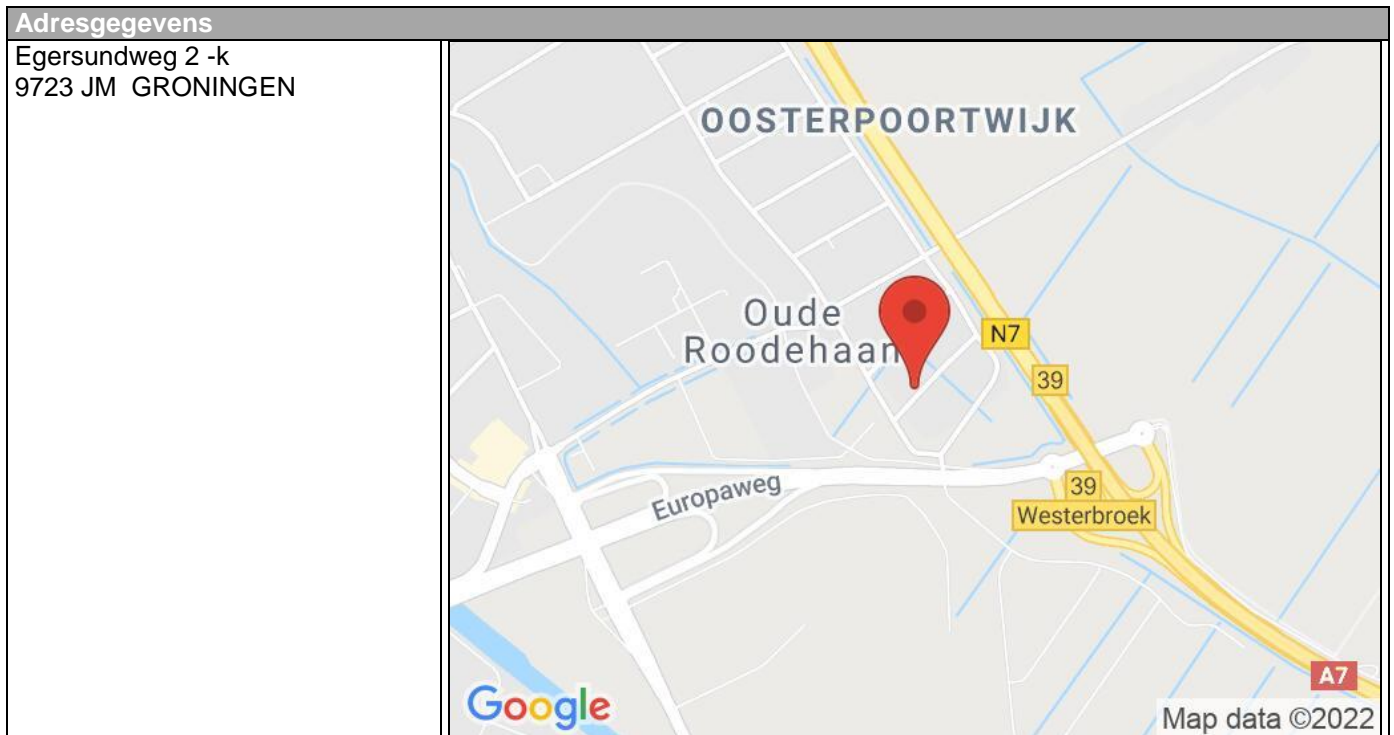 Adresgegevens
Egersundweg 2 -k
9723 JM GRONINGEN
OOSTERPOORTWIJK
Oude
Roodehaan
N7
39
Europaweg
39
Westerbroek
A7
Google
Map data ©2022